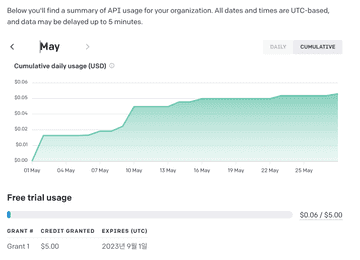 Below you'll find a summary of API usage for your organization. All dates and times are UTC-based,
and data may be delayed up to 5 minutes.
May
DAILY CUMULATIVE
Cumulative daily usage (USD)
$0.06
$0.05
$0.04
$0.02
$0.01
$0.00
01 May 04 May 07 May 10 May 13 May 16 May 19 May 22 May 25 May
Free trial usage
$0.06 / $5.00
GRANT # CREDIT GRANTED EXPIRES (UTC)
Grant 1 $5.00 2023년 9월 1일